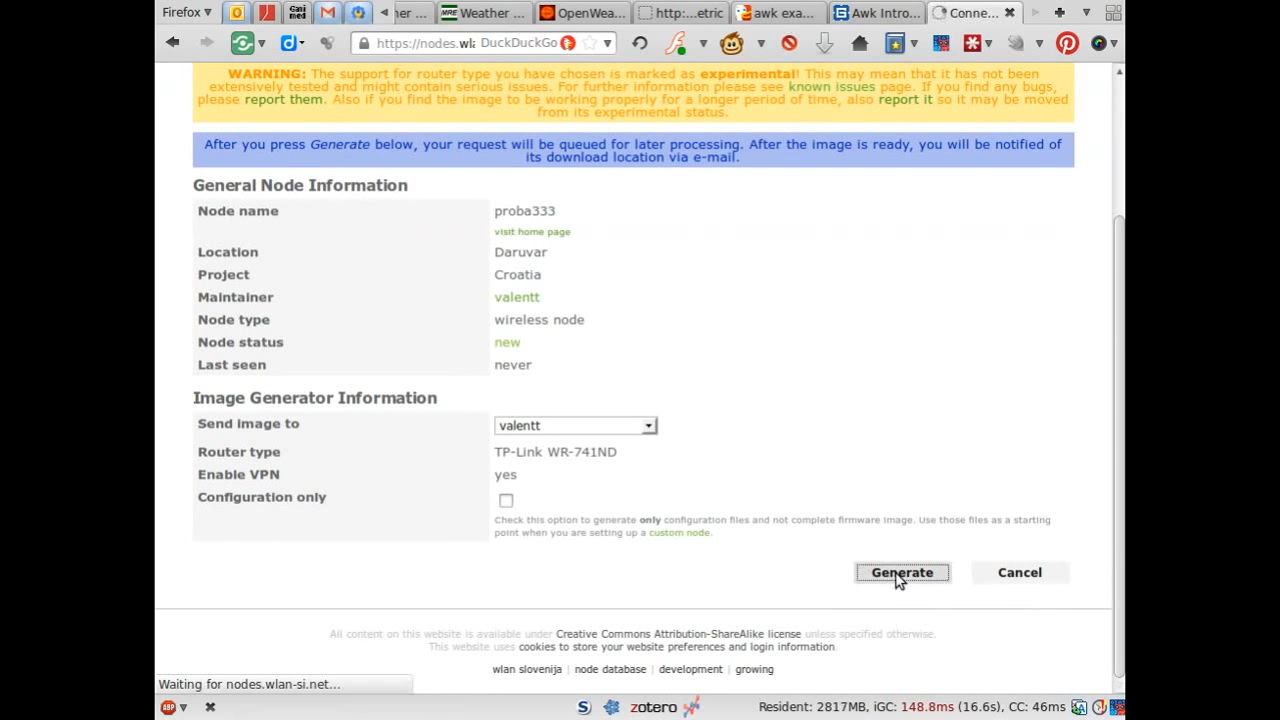 Firefox
Gai
med
her ...
Weather ...
OpenWea...
http:...etric
awk exa...
Awk Intro...
Conne...
https://nodes.wl DuckDuckGo
WARNING: The support for router type you have chosen is marked as experimental! This may mean that it has not been
extensively tested and might contain serious issues. For further information please see known issues page. If you find any bugs,
please report them. Also if you find the image to be working properly for a longer period of time, also report it so it may be moved
from its experimental status.
After you press Generate below, your request will be queued for later processing. After the image is ready, you will be notified of
its download location via e-mail.
General Node Information
Node name proba333
visit home page
Location Daruvar
Project Croatia
Maintainer valentt
Node type wireless node
Node status new
Last seen never
Image Generator Information
Send image to valentt
Router type TP-Link WR-741ND
Enable VPN yes
Configuration only
Check this option to generate only configuration files and not complete firmware image. Use those files as a starting
point when you are setting up a custom node.
Generate Cancel
All content on this website is available under Creative Commons Attribution-ShareAlike license unless specified otherwise.
This website uses cookies to store your website preferences and login information.
wlan slovenija | node database | development | growing
Waiting for nodes.wlan-si.net...
ABP S zotero Resident: 2817MB, iGC: 148.8ms (16.6s), CC: 46ms